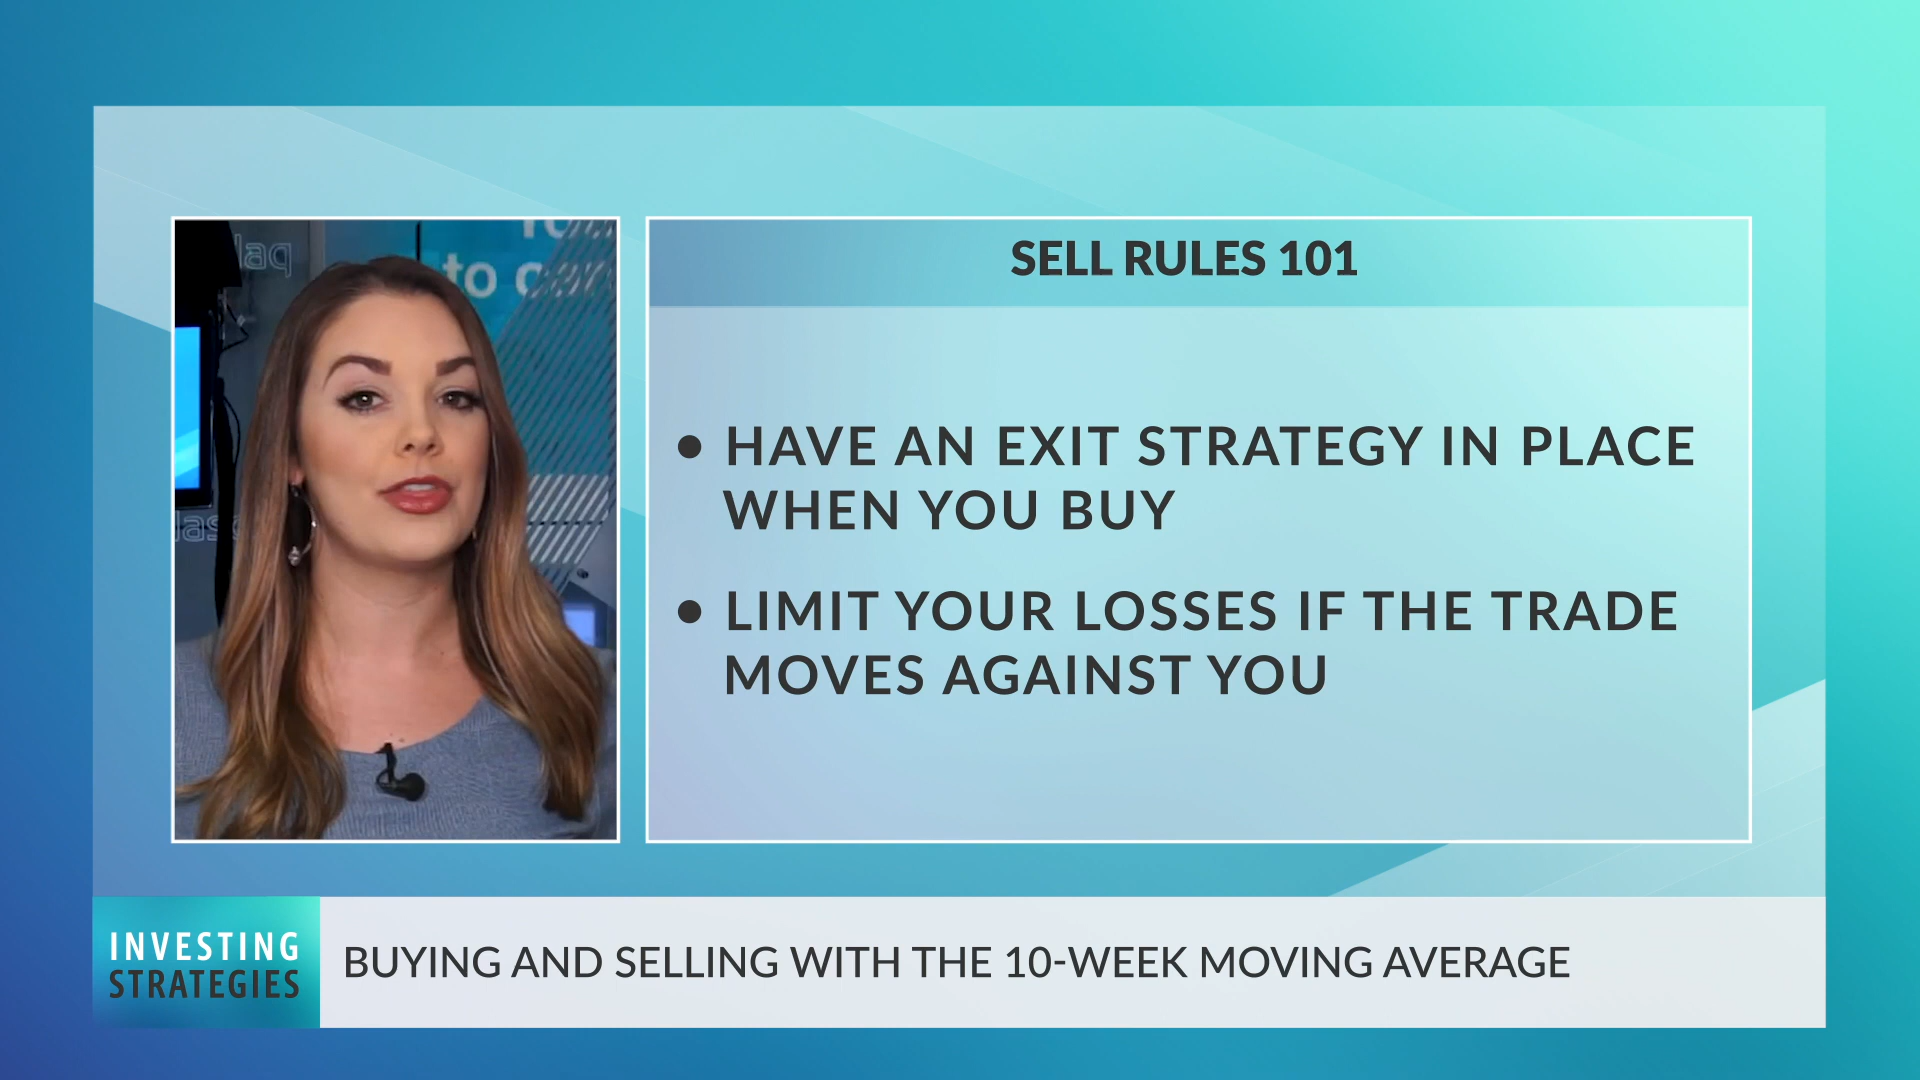 to
SELL RULES 101
• HAVE AN EXIT STRATEGY IN PLACE
WHEN YOU BUY
• LIMIT YOUR LOSSES IF THE TRADE
MOVES AGAINST YOU
INVESTING
STRATEGIES
BUYING AND SELLING WITH THE 10-WEEK MOVING AVERAGE